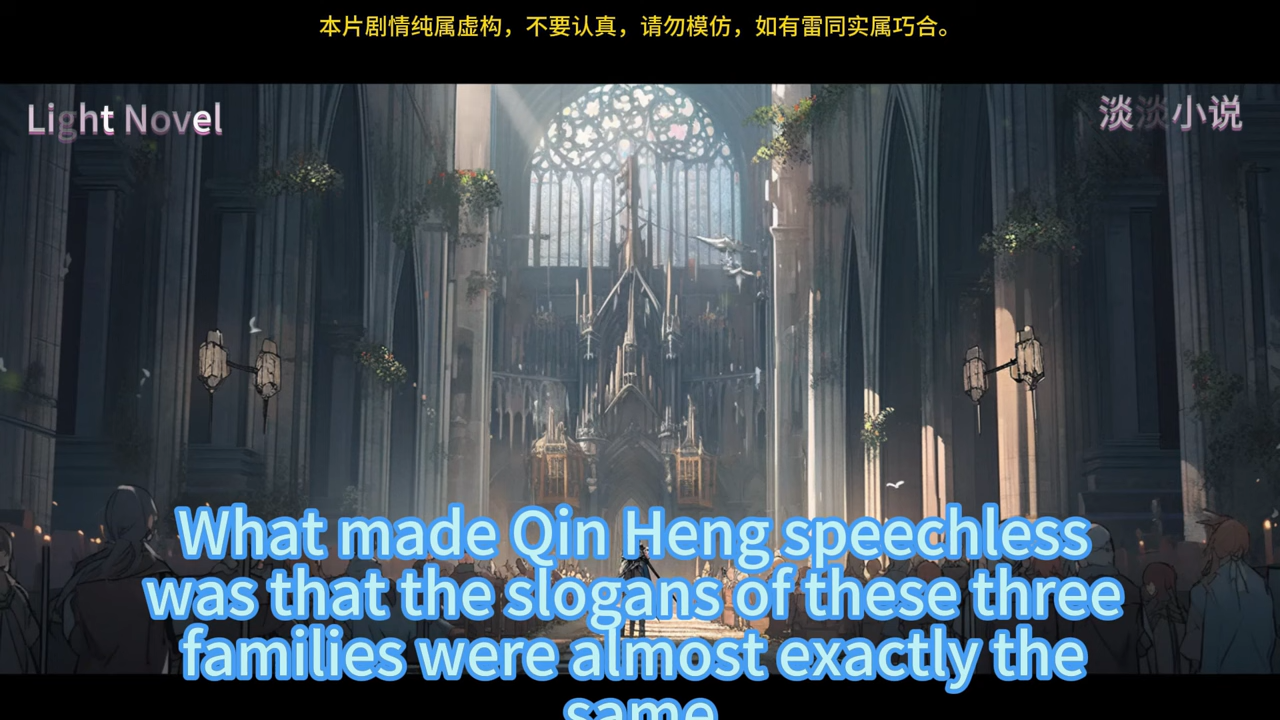 本片剧情纯属虚构，不要认真，请勿模仿，如有雷同实属巧合。
Light Novel
淡淡小说
What made Qin Heng speechless
was that the slogans of these three
families were almost exactly the
same